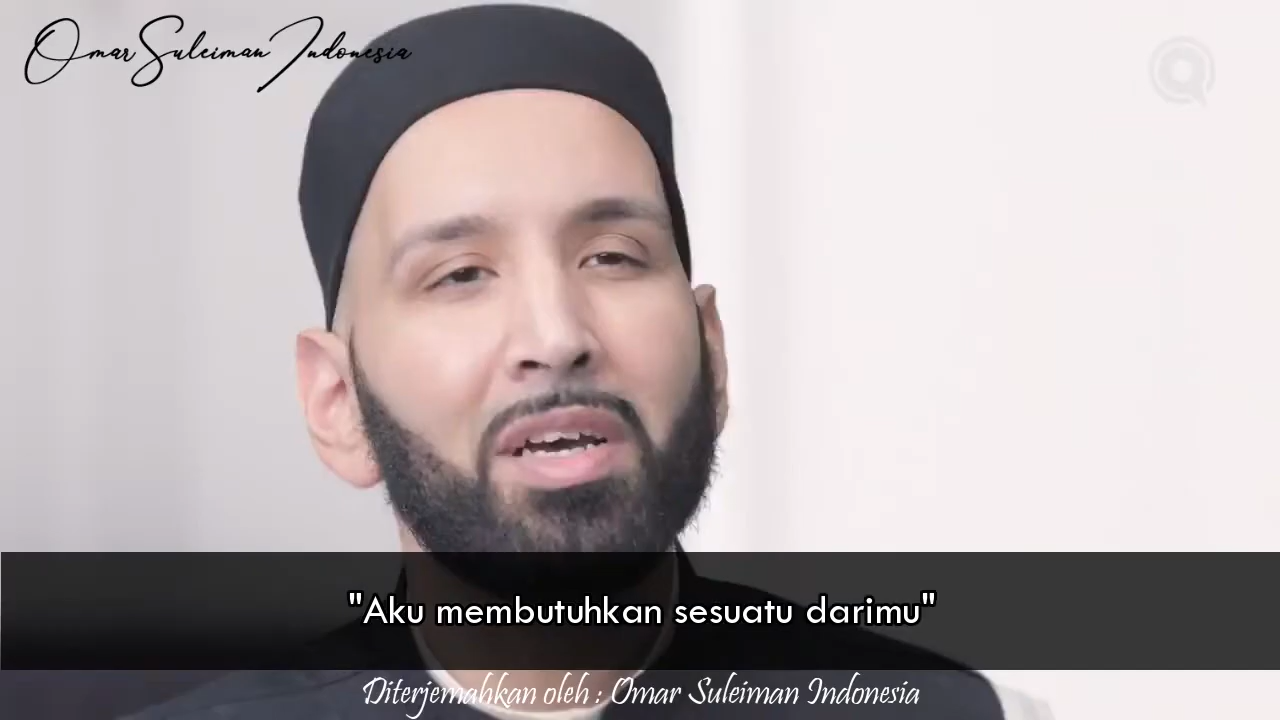 Omar Suleiman Indonesia
"Aku membutuhkan sesuatu darimu"
Diterjemahkan oleh : Omar Suleiman Indonesia